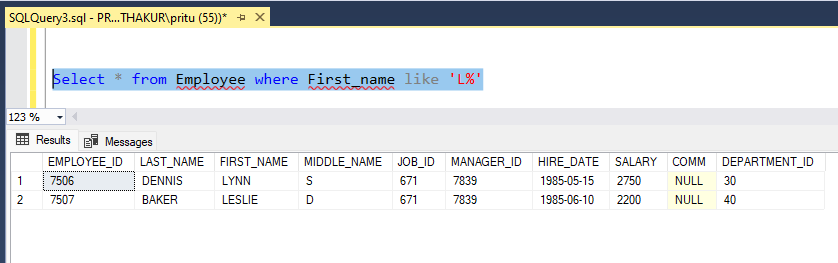 SQLQuery3.sql - PR...THAKUR\pritu (55))*
Select * from Employee where First_name like 'L%'
123 %
Results Messages
EMPLOYEE_ID LAST_NAME FIRST_NAME MIDDLE_NAME JOB_ID MANAGER_ID HIRE_DATE SALARY COMM DEPARTMENT_ID
1 7506 DENNIS LYNN S 671 7839 1985-05-15 2750 NULL 30
2 7507 BAKER LESLIE D 671 7839 1985-06-10 2200 NULL 40